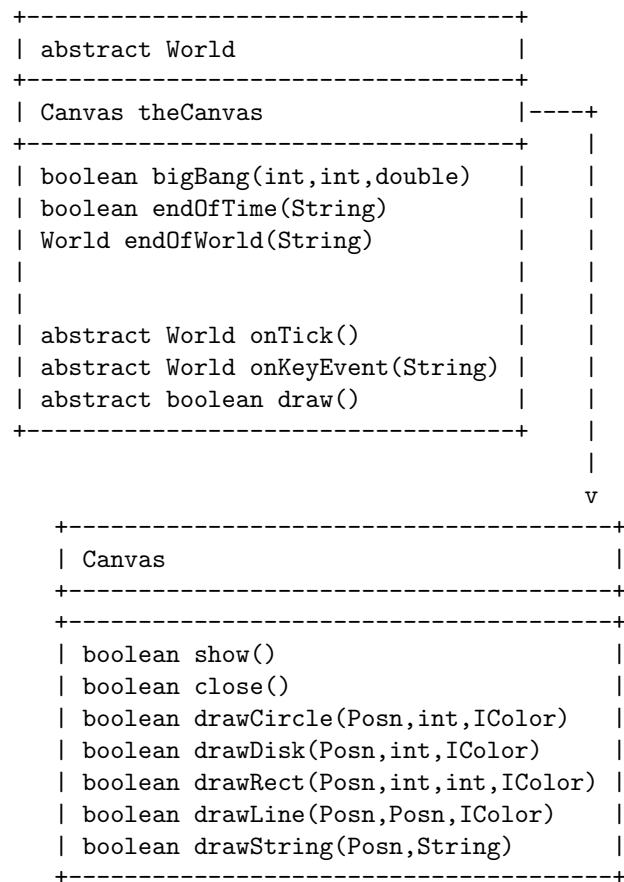 +-----------------------------------+
| abstract World                    |
+-----------------------------------+
| Canvas theCanvas                  |----+
+-----------------------------------+    |
| boolean bigBang(int,int,double)   |    |
| boolean endOfTime(String)         |    |
| World endOfWorld(String)          |    |
|                                   |    |
|                                   |    |
| abstract World onTick()           |    |
| abstract World onKeyEvent(String) |    |
| abstract boolean draw()           |    |
+-----------------------------------+    |
                                         |
                                         v
   +---------------------------------------+
   | Canvas                                |
   +---------------------------------------+
   +---------------------------------------+
   | boolean show()                        |
   | boolean close()                       |
   | boolean drawCircle(Posn,int,IColor)   |
   | boolean drawDisk(Posn,int,IColor)     |
   | boolean drawRect(Posn,int,int,IColor) |
   | boolean drawLine(Posn,Posn,IColor)    |
   | boolean drawString(Posn,String)       |
   +---------------------------------------+